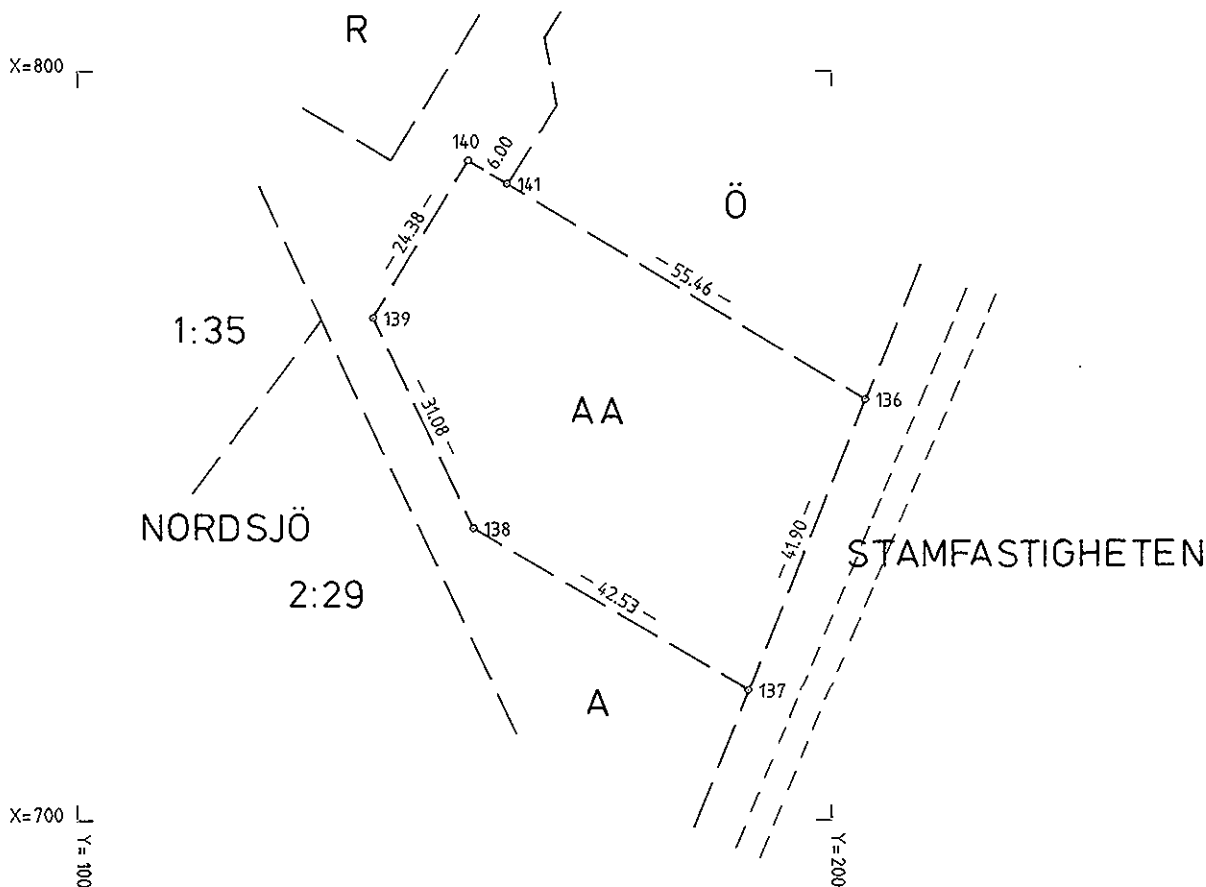 R
X=800
140
6.00
141
Ö
24.38
55.46
139
1:35
136
AA
31.08
NORDSJÖ
138
41.90
STAMFASTIGHETEN
2:29
42.53
137
A
X=700
Y=100
Y=200